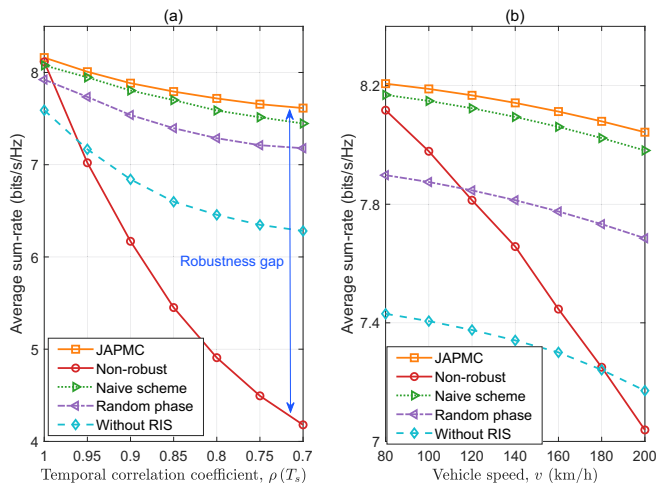 (a)
Average sum-rate (bits/s/Hz)
8
7
6
5
4
Robustness gap
JAPMC
Non-robust
Naive scheme
Random phase
Without RIS
1 0.95 0.9 0.85 0.8 0.75 0.7
Temporal correlation coefficient, ρ(Tₛ)
(b)
Average sum-rate (bits/s/Hz)
8.2
7.8
7.4
7
JAPMC
Non-robust
Naive scheme
Random phase
Without RIS
80 100 120 140 160 180 200
Vehicle speed, v (km/h)